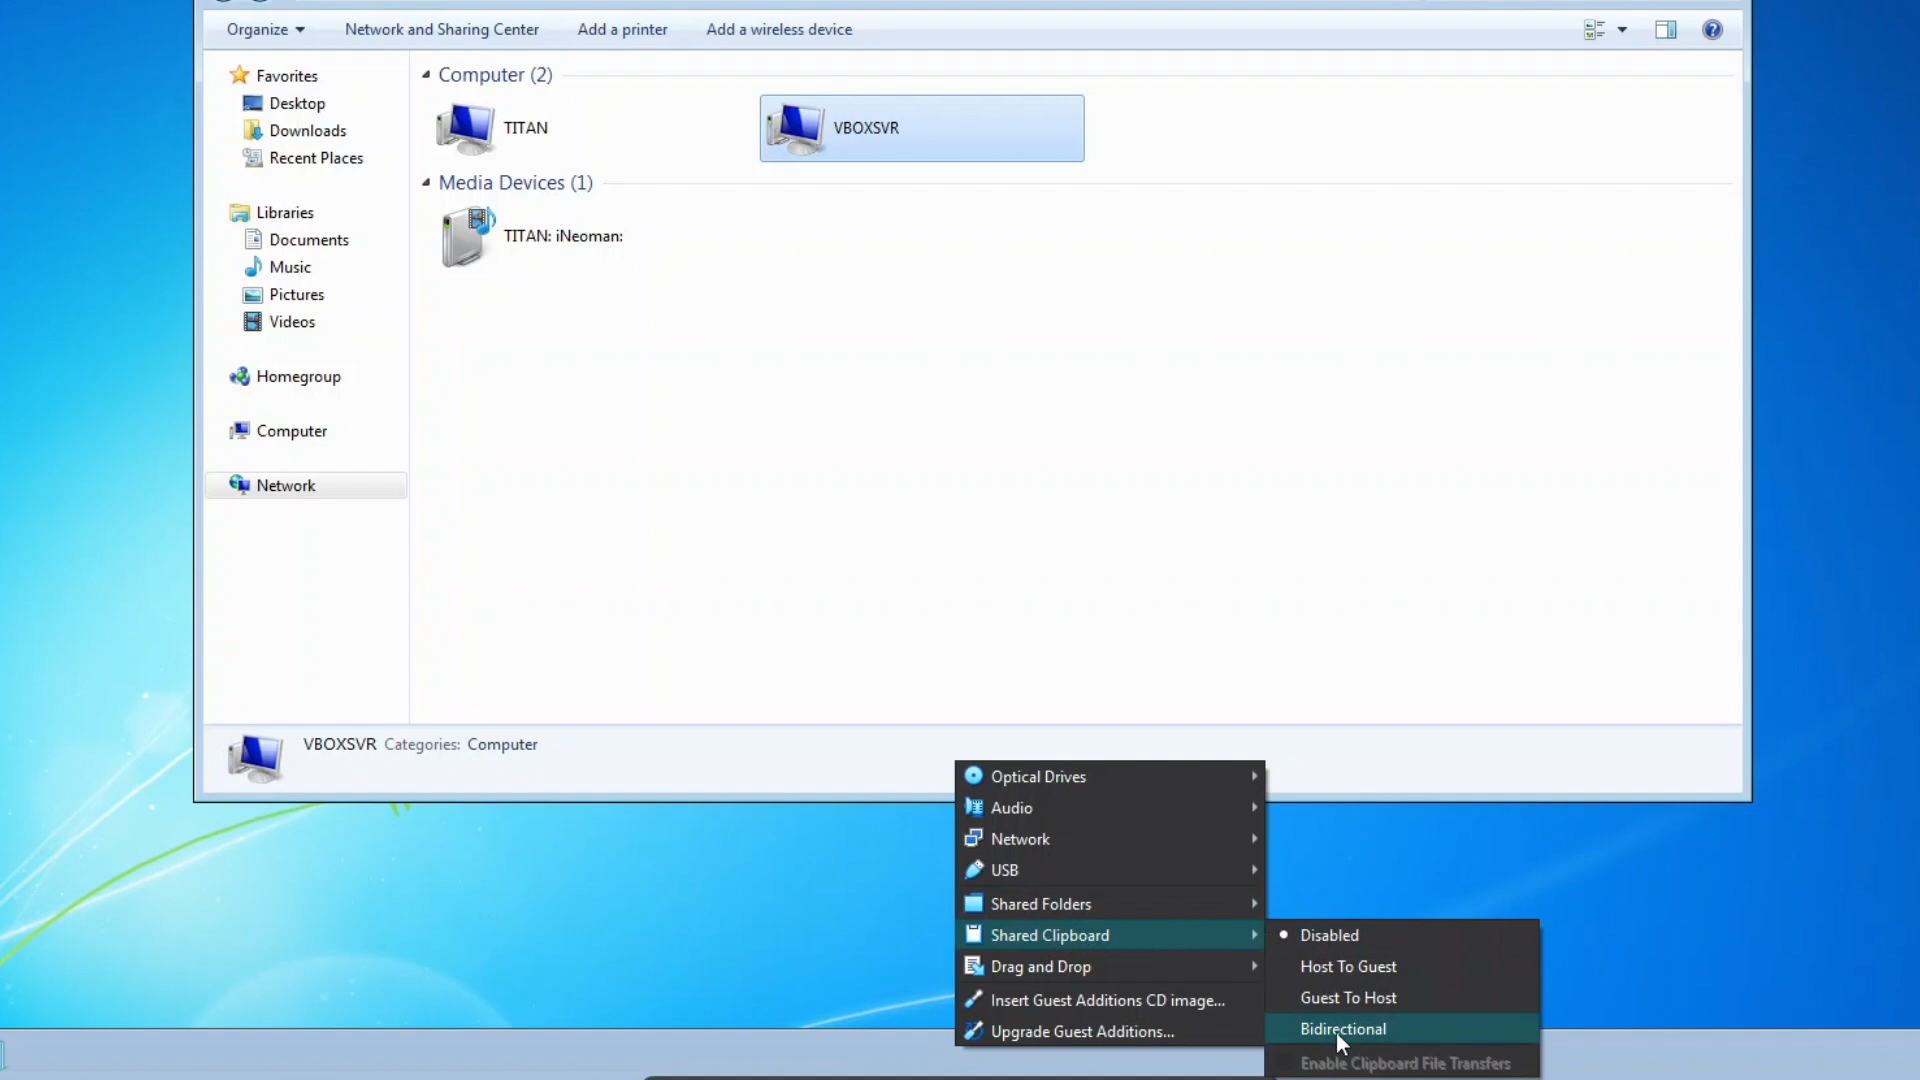 Organize
Network and Sharing Center
Add a printer
Add a wireless device
Favorites
Desktop
Downloads
Recent Places
Libraries
Documents
Music
Pictures
Videos
Homegroup
Computer
Network
Computer (2)
TITAN
VBOXSVR
Media Devices (1)
TITAN: iNeoman:
VBOXSVR Categories: Computer
Optical Drives
Audio
Network
USB
Shared Folders
Shared Clipboard
Drag and Drop
Insert Guest Additions CD image...
Upgrade Guest Additions...
Disabled
Host To Guest
Guest To Host
Bidirectional
Enable Clipboard File Transfers